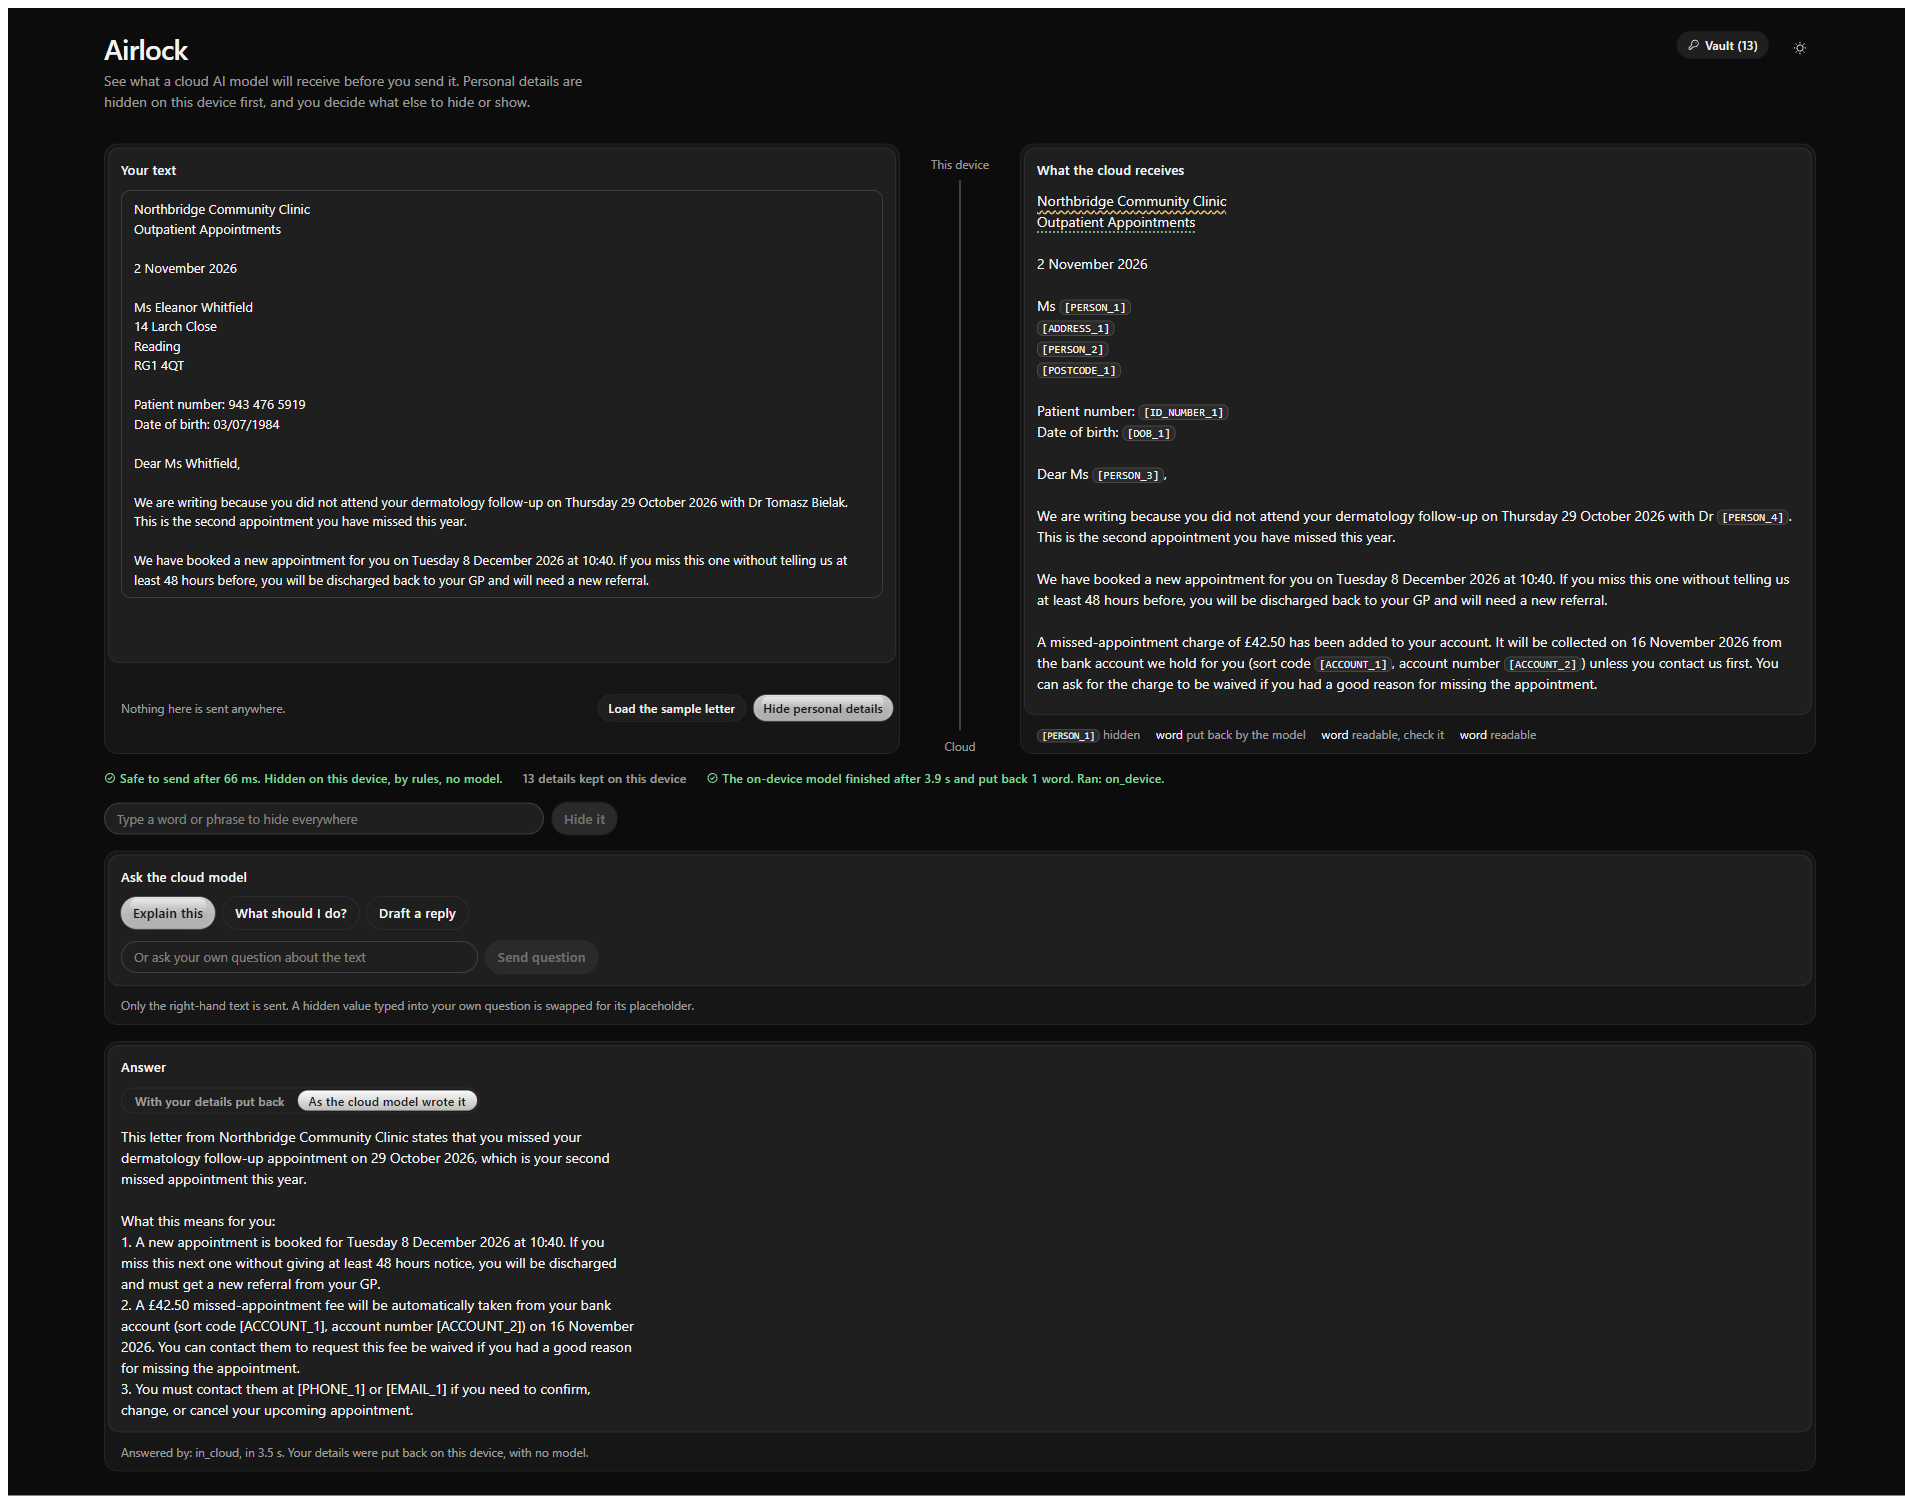 Airlock
Vault (13)
See what a cloud AI model will receive before you send it. Personal details are
hidden on this device first, and you decide what else to hide or show.
Your text
Northbridge Community Clinic
Outpatient Appointments
2 November 2026
Ms Eleanor Whitfield
14 Larch Close
Reading
RG1 4QT
Patient number: 943 476 5919
Date of birth: 03/07/1984
Dear Ms Whitfield,
We are writing because you did not attend your dermatology follow-up on Thursday 29 October 2026 with Dr Tomasz Bielak.
This is the second appointment you have missed this year.
We have booked a new appointment for you on Tuesday 8 December 2026 at 10:40. If you miss this one without telling us at
least 48 hours before, you will be discharged back to your GP and will need a new referral.
Nothing here is sent anywhere.
Load the sample letter
Hide personal details
This device
Cloud
What the cloud receives
Northbridge Community Clinic
Outpatient Appointments
2 November 2026
Ms [PERSON_1]
[ADDRESS_1]
[PERSON_2]
[POSTCODE_1]
Patient number: [ID_NUMBER_1]
Date of birth: [DOB_1]
Dear Ms [PERSON_3],
We are writing because you did not attend your dermatology follow-up on Thursday 29 October 2026 with Dr [PERSON_4].
This is the second appointment you have missed this year.
We have booked a new appointment for you on Tuesday 8 December 2026 at 10:40. If you miss this one without telling us
at least 48 hours before, you will be discharged back to your GP and will need a new referral.
A missed-appointment charge of £42.50 has been added to your account. It will be collected on 16 November 2026 from
the bank account we hold for you (sort code [ACCOUNT_1], account number [ACCOUNT_2]) unless you contact us first. You
can ask for the charge to be waived if you had a good reason for missing the appointment.
[PERSON_1] hidden word put back by the model word readable, check it word readable
Safe to send after 66 ms. Hidden on this device, by rules, no model. 13 details kept on this device The on-device model finished after 3.9 s and put back 1 word. Ran: on_device.
Type a word or phrase to hide everywhere
Hide it
Ask the cloud model
Explain this
What should I do?
Draft a reply
Or ask your own question about the text
Send question
Only the right-hand text is sent. A hidden value typed into your own question is swapped for its placeholder.
Answer
With your details put back
As the cloud model wrote it
This letter from Northbridge Community Clinic states that you missed your
dermatology follow-up appointment on 29 October 2026, which is your second
missed appointment this year.
What this means for you:
1. A new appointment is booked for Tuesday 8 December 2026 at 10:40. If you
miss this next one without giving at least 48 hours notice, you will be discharged
and must get a new referral from your GP.
2. A £42.50 missed-appointment fee will be automatically taken from your bank
account (sort code [ACCOUNT_1], account number [ACCOUNT_2]) on 16 November
2026. You can contact them to request this fee be waived if you had a good reason
for missing the appointment.
3. You must contact them at [PHONE_1] or [EMAIL_1] if you need to confirm,
change, or cancel your upcoming appointment.
Answered by: in_cloud, in 3.5 s. Your details were put back on this device, with no model.